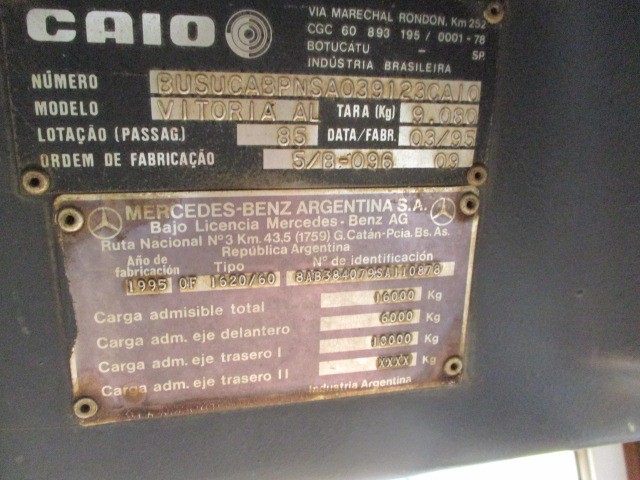 CAIO
VIA MARECHAL RONDON, Km 252
CGC 60 893 195 / 0001 - 78
BOTUCATU - SP.
INDÚSTRIA BRASILEIRA
NÚMERO BUSUCABPNSA039123CAIO
MODELO VITORIA AL TARA (Kg) 9.080
LOTAÇÃO (PASSAG.) 85 DATA/FABR. 03/95
ORDEM DE FABRICAÇÃO 5/8-096 09
MERCEDES-BENZ ARGENTINA S.A.
Bajo Licencia Mercedes-Benz AG
Ruta Nacional Nº 3 Km. 43,5 (1759) G. Catán-Pcia. Bs. As.
República Argentina
Año de fabricación Tipo Nº de identificación
1995 OF 1620/60 8AB384079SA110878
Carga admisible total 16000 Kg
Carga adm. eje delantero 6000 Kg
Carga adm. eje trasero I 10000 Kg
Carga adm. eje trasero II XXXX Kg
Industria Argentina